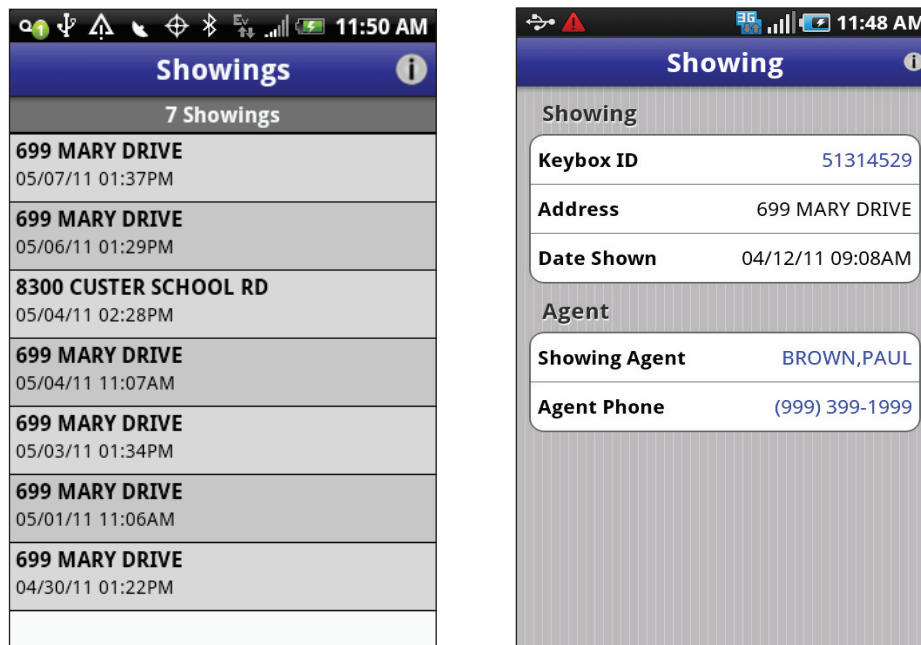 11:50 AM
Showings
7 Showings
699 MARY DRIVE
05/07/11 01:37PM
699 MARY DRIVE
05/06/11 01:29PM
8300 CUSTER SCHOOL RD
05/04/11 02:28PM
699 MARY DRIVE
05/04/11 11:07AM
699 MARY DRIVE
05/03/11 01:34PM
699 MARY DRIVE
05/01/11 11:06AM
699 MARY DRIVE
04/30/11 01:22PM
3G 11:48 AM
Showing
Showing
Keybox ID 51314529
Address 699 MARY DRIVE
Date Shown 04/12/11 09:08AM
Agent
Showing Agent BROWN,PAUL
Agent Phone (999) 399-1999